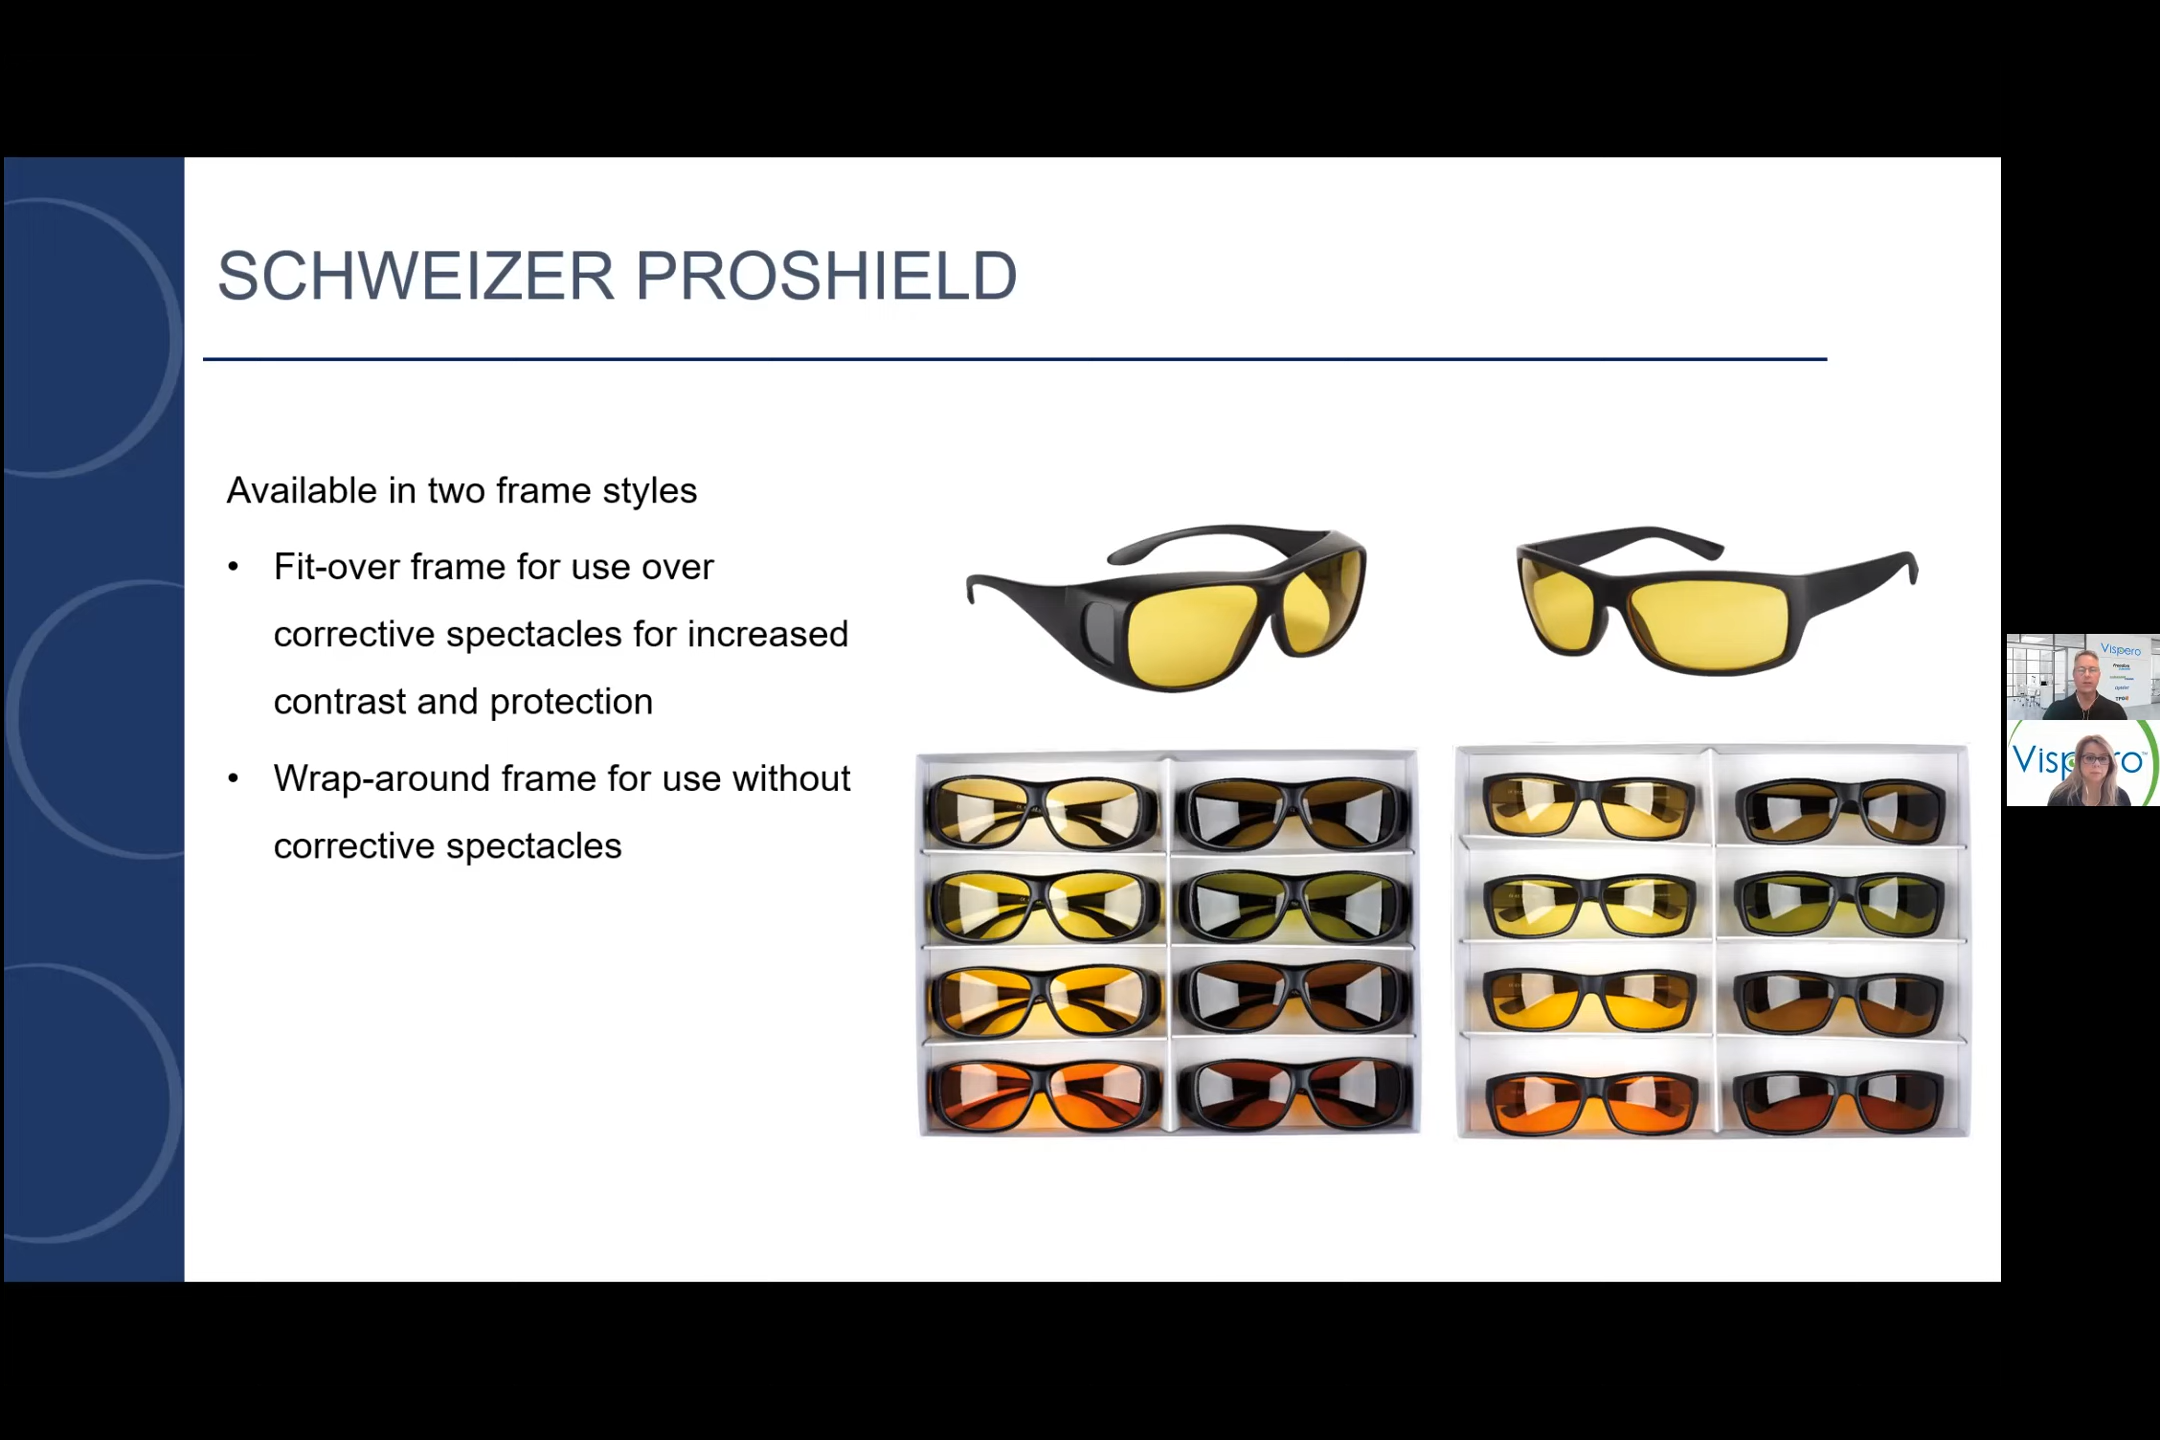 SCHWEIZER PROSHIELD
Available in two frame styles
• Fit-over frame for use over
corrective spectacles for increased
contrast and protection
• Wrap-around frame for use without
corrective spectacles
Vispero
Vispero